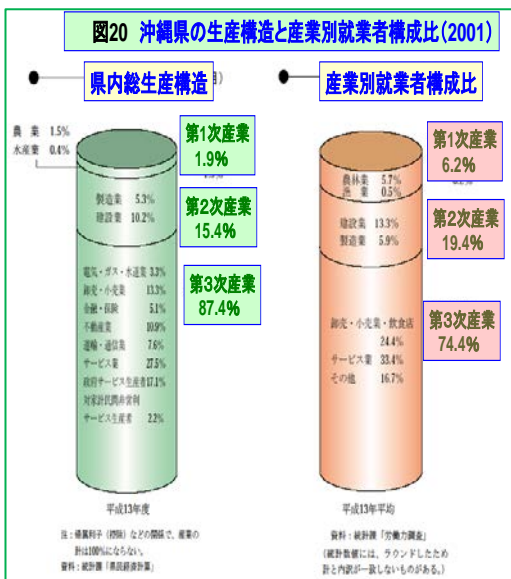 図20 沖縄県の生産構造と産業別就業者構成比(2001)
県内総生産構造
農業 1.5%
水産業 0.4%
第1次産業
1.9%
製造業 5.3%
建設業 10.2%
第2次産業
15.4%
電気・ガス・水道業 3.3%
卸売・小売業 13.3%
金融・保険 5.1%
不動産業 10.9%
運輸・通信業 7.6%
サービス業 27.5%
政府サービス生産者 17.1%
対家計民間非営利
サービス生産者 2.2%
第3次産業
87.4%
平成13年度
注:帰属利子(控除)などの関係で、産業の
計は100%にならない。
資料:統計課「県民経済計算」
産業別就業者構成比
農林業 5.7%
漁業 0.5%
第1次産業
6.2%
建設業 13.3%
製造業 5.9%
第2次産業
19.4%
卸売・小売業・飲食店
24.4%
サービス業 33.4%
その他 16.7%
第3次産業
74.4%
平成13年平均
資料:統計課「労働力調査」
(統計数値には、ラウンドしたため
計と内訳が一致しないものがある。)